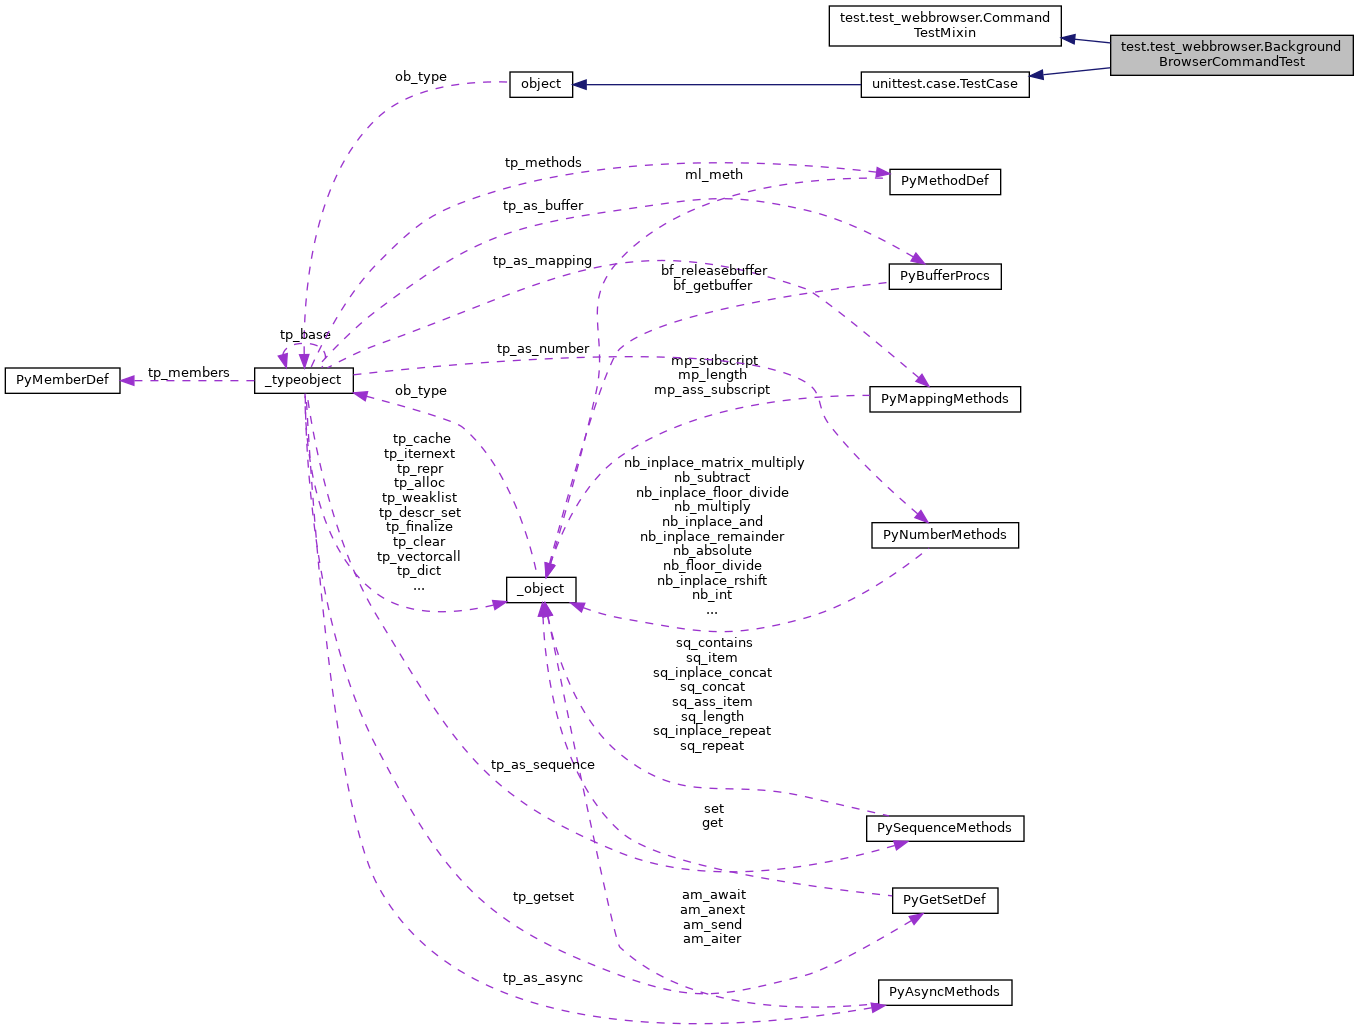 test.test_webbrowser.Command
TestMixin
test.test_webbrowser.Background
BrowserCommandTest
ob_type
object
unittest.case.TestCase
tp_methods
ml_meth
PyMethodDef
tp_as_buffer
tp_as_mapping
bf_releasebuffer
bf_getbuffer
PyBufferProcs
tp_base
tp_as_number
mp_subscript
mp_length
mp_ass_subscript
PyMemberDef
tp_members
_typeobject
ob_type
PyMappingMethods
tp_cache
tp_iternext
tp_repr
tp_alloc
tp_weaklist
tp_descr_set
tp_finalize
tp_clear
tp_vectorcall
tp_dict
...
nb_inplace_matrix_multiply
nb_subtract
nb_inplace_floor_divide
nb_multiply
nb_inplace_and
nb_inplace_remainder
nb_absolute
nb_floor_divide
nb_inplace_rshift
nb_int
...
PyNumberMethods
_object
sq_contains
sq_item
sq_inplace_concat
sq_concat
sq_ass_item
sq_length
sq_inplace_repeat
sq_repeat
tp_as_sequence
set
get
PySequenceMethods
tp_getset
am_await
am_anext
am_send
am_aiter
PyGetSetDef
tp_as_async
PyAsyncMethods